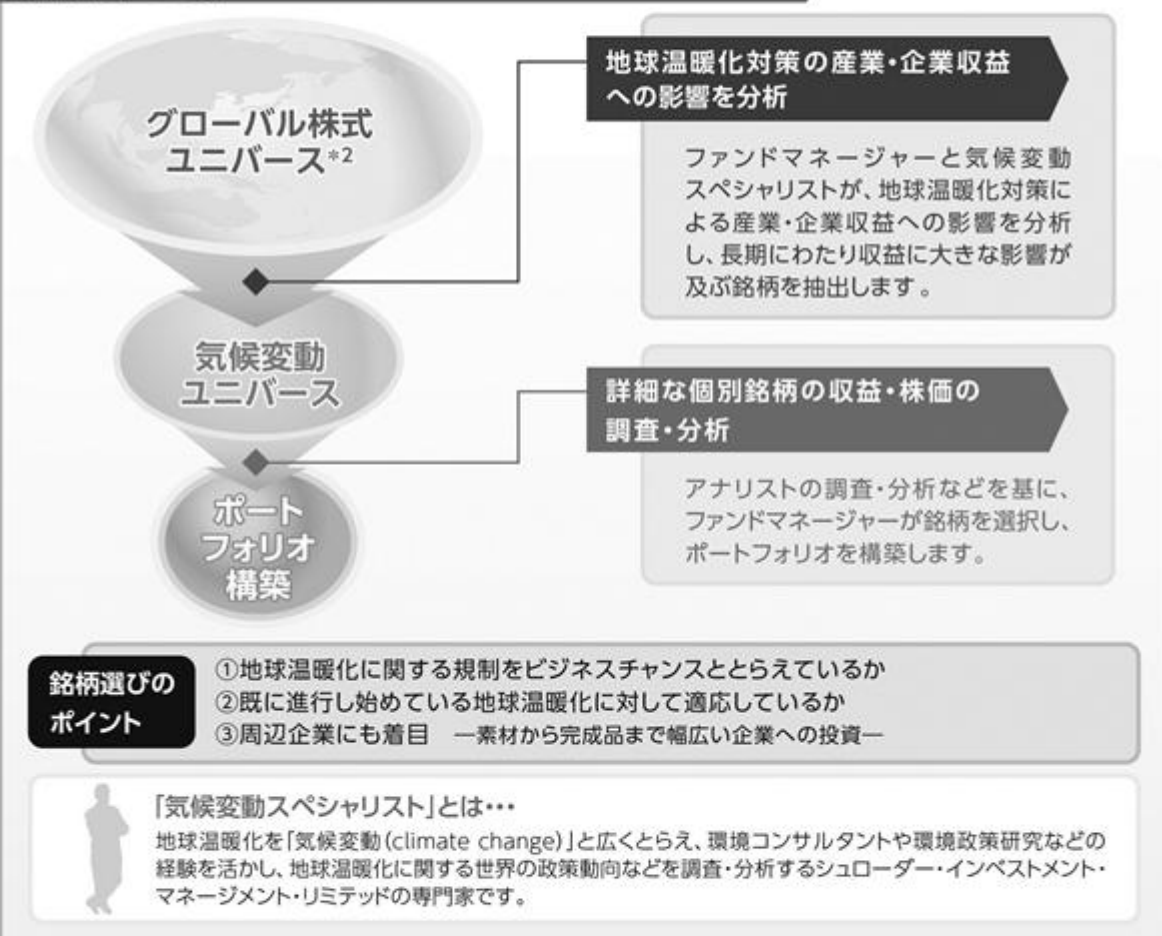 グローバル株式
ユニバース*2
地球温暖化対策の産業・企業収益
への影響を分析
ファンドマネージャーと気候変動
スペシャリストが、地球温暖化対策に
よる産業・企業収益への影響を分析
し、長期にわたり収益に大きな影響が
及ぶ銘柄を抽出します。
気候変動
ユニバース
詳細な個別銘柄の収益・株価の
調査・分析
アナリストの調査・分析などを基に、
ファンドマネージャーが銘柄を選択し、
ポートフォリオを構築します。
ポート
フォリオ
構築
銘柄選びの
ポイント
①地球温暖化に関する規制をビジネスチャンスととらえているか
②既に進行し始めている地球温暖化に対して適応しているか
③周辺企業にも着目 ―素材から完成品まで幅広い企業への投資―
「気候変動スペシャリスト」とは・・・
地球温暖化を「気候変動(climate change)」と広くとらえ、環境コンサルタントや環境政策研究などの
経験を活かし、地球温暖化に関する世界の政策動向などを調査・分析するシュローダー・インベストメント・
マネージメント・リミテッドの専門家です。